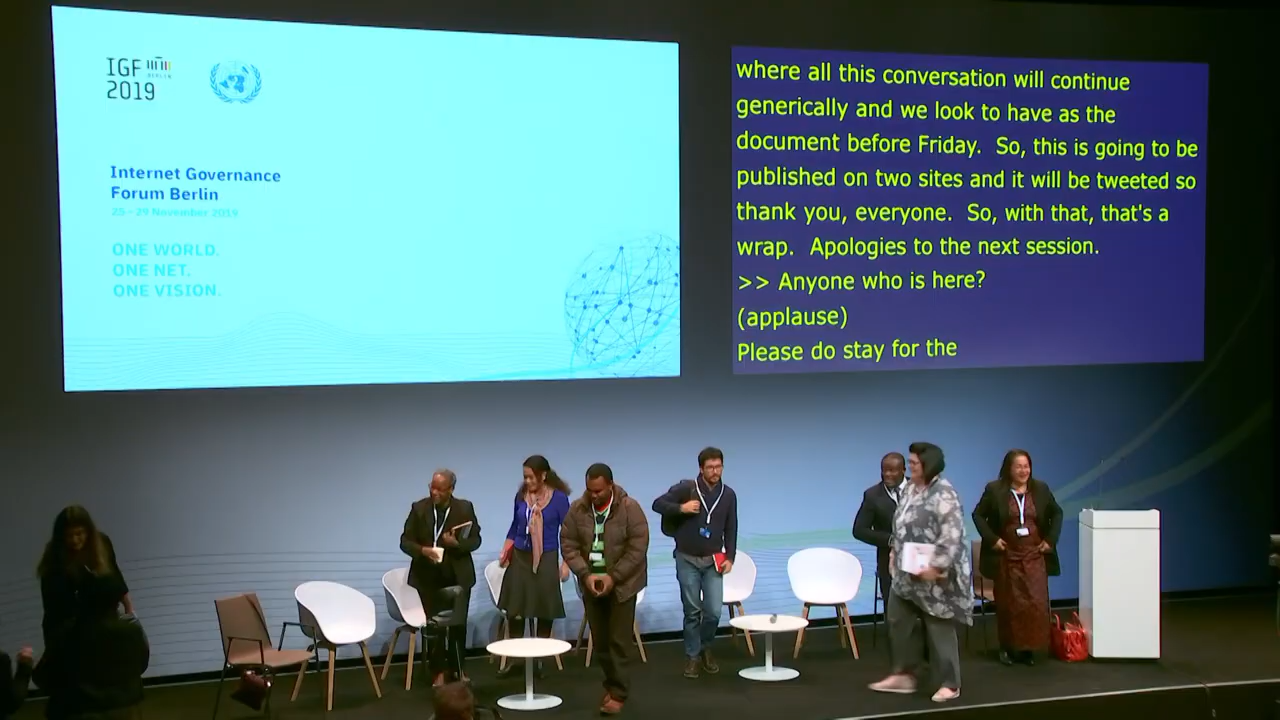 IGF
BERLIN
2019
Internet Governance
Forum Berlin
25 - 29 November 2019
ONE WORLD.
ONE NET.
ONE VISION.
where all this conversation will continue
generically and we look to have as the
document before Friday.  So, this is going to be
published on two sites and it will be tweeted so
thank you, everyone.  So, with that, that's a
wrap.  Apologies to the next session.
>> Anyone who is here?
(applause)
Please do stay for the